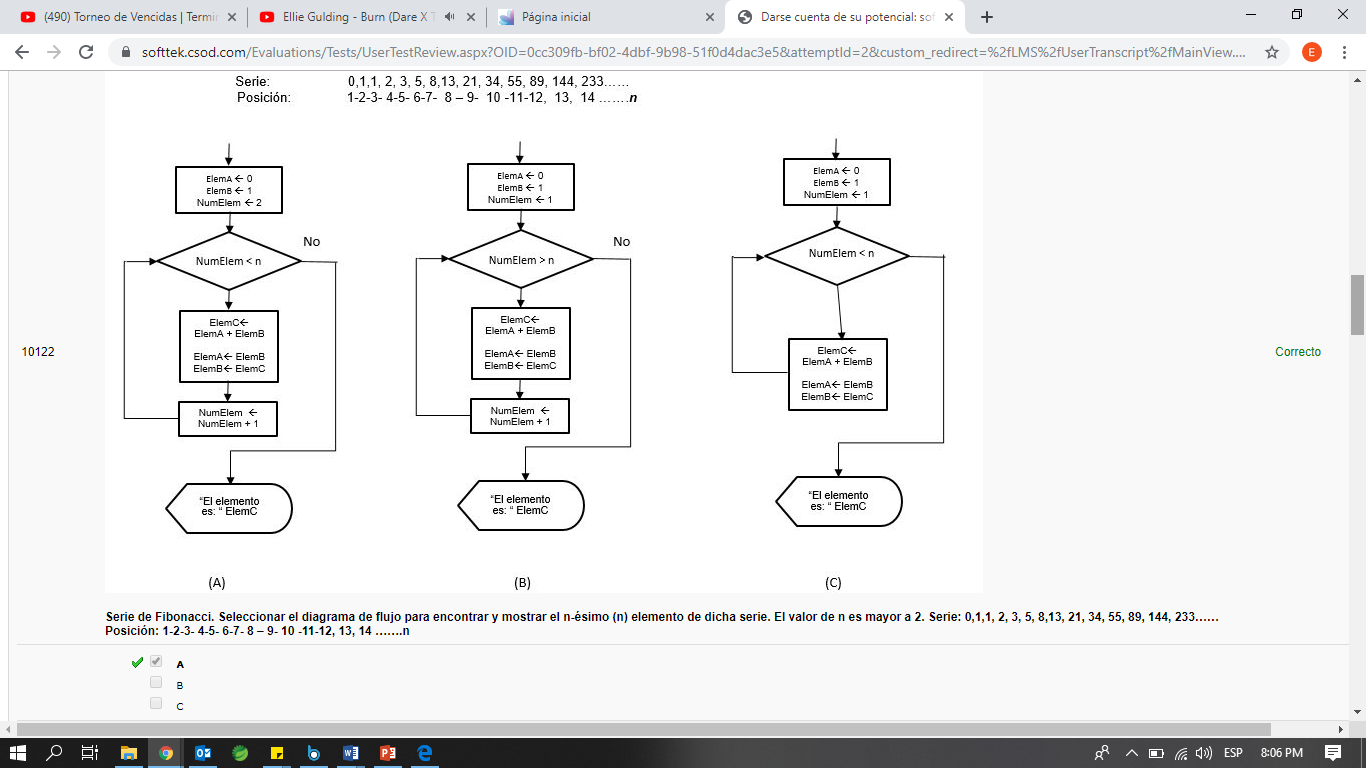 (490) Torneo de Vencidas | Termi
Ellie Gulding - Burn (Dare X T
Página inicial
Darse cuenta de su potencial: sof
softtek.csod.com/Evaluations/Tests/UserTestReview.aspx?OID=0cc309fb-bf02-4dbf-9b98-51f0d4dac3e5&attemptId=2&custom_redirect=%2fLMS%2fUserTranscript%2fMainView....
E
Serie: 0,1,1, 2, 3, 5, 8,13, 21, 34, 55, 89, 144, 233……
Posición: 1-2-3- 4-5- 6-7- 8 – 9- 10 -11-12, 13, 14 …….n
ElemA ← 0
ElemB ← 1
NumElem ← 2
No
NumElem < n
ElemC←
ElemA + ElemB
ElemA← ElemB
ElemB← ElemC
NumElem ←
NumElem + 1
“El elemento
es: “ ElemC
(A)
ElemA ← 0
ElemB ← 1
NumElem ← 1
No
NumElem > n
ElemC←
ElemA + ElemB
ElemA← ElemB
ElemB← ElemC
NumElem ←
NumElem + 1
“El elemento
es: “ ElemC
(B)
ElemA ← 0
ElemB ← 1
NumElem ← 1
NumElem < n
ElemC←
ElemA + ElemB
ElemA← ElemB
ElemB← ElemC
“El elemento
es: “ ElemC
(C)
10122
Correcto
Serie de Fibonacci. Seleccionar el diagrama de flujo para encontrar y mostrar el n-ésimo (n) elemento de dicha serie. El valor de n es mayor a 2. Serie: 0,1,1, 2, 3, 5, 8,13, 21, 34, 55, 89, 144, 233……
Posición: 1-2-3- 4-5- 6-7- 8 – 9- 10 -11-12, 13, 14 …….n
A
B
C
ESP
8:06 PM